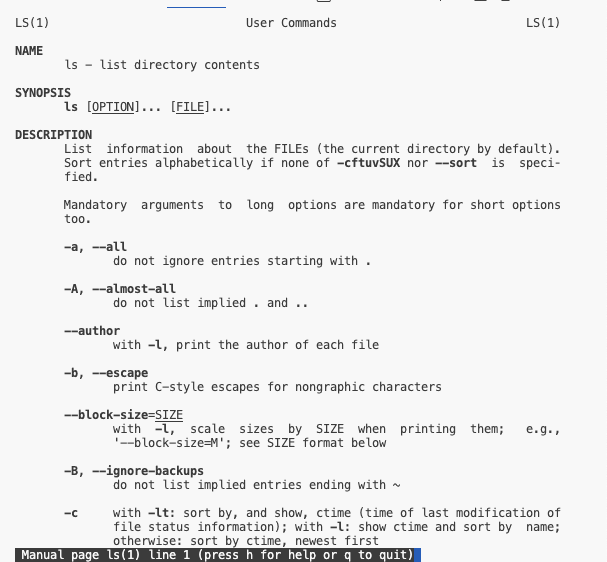 LS(1) User Commands LS(1)
NAME
ls - list directory contents
SYNOPSIS
ls [OPTION]... [FILE]...
DESCRIPTION
List information about the FILEs (the current directory by default).
Sort entries alphabetically if none of -cftuvSUX nor --sort is speci-
fied.
Mandatory arguments to long options are mandatory for short options
too.
-a, --all
do not ignore entries starting with .
-A, --almost-all
do not list implied . and ..
--author
with -l, print the author of each file
-b, --escape
print C-style escapes for nongraphic characters
--block-size=SIZE
with -l, scale sizes by SIZE when printing them; e.g.,
'--block-size=M'; see SIZE format below
-B, --ignore-backups
do not list implied entries ending with ~
-c with -lt: sort by, and show, ctime (time of last modification of
file status information); with -l: show ctime and sort by name;
otherwise: sort by ctime, newest first
Manual page ls(1) line 1 (press h for help or q to quit)